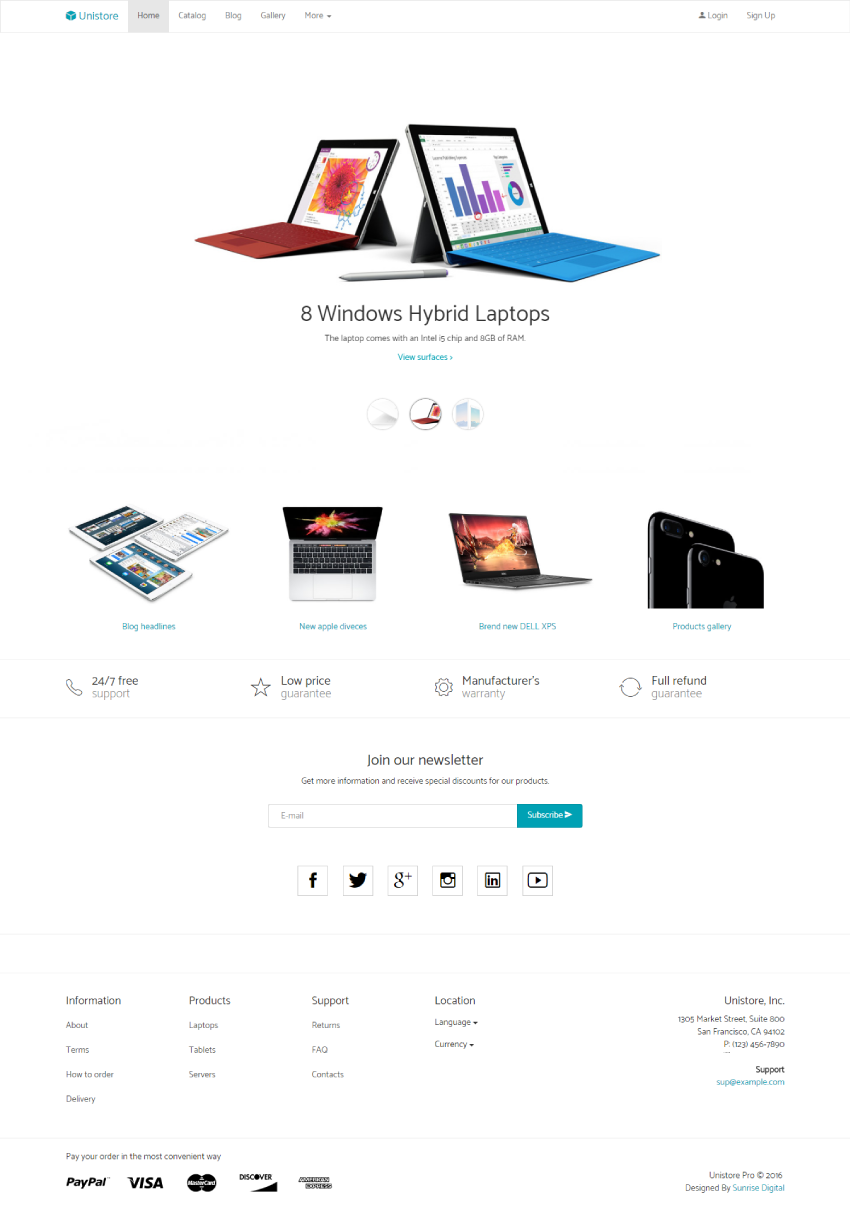 Unistore
Home
Catalog
Blog
Gallery
More
Login
Sign Up
8 Windows Hybrid Laptops
The laptop comes with an Intel i5 chip and 8GB of RAM.
View surfaces ›
Blog headlines
New apple diveces
Brend new DELL XPS
Products gallery
24/7 free
support
Low price
guarantee
Manufacturer's
warranty
Full refund
guarantee
Join our newsletter
Get more information and receive special discounts for our products.
E-mail
Subscribe
Information
About
Terms
How to order
Delivery
Products
Laptops
Tablets
Servers
Support
Returns
FAQ
Contacts
Location
Language
Currency
Unistore, Inc.
1305 Market Street, Suite 800
San Francisco, CA 94102
P: (123) 456-7890
Support
sup@example.com
Pay your order in the most convenient way
PayPal
VISA
MasterCard
DISCOVER
AMERICAN
EXPRESS
Unistore Pro © 2016
Designed By Sunrise Digital